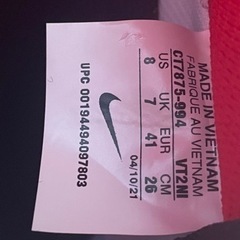 MADE IN VIETNAM
FABRIQUE AU VIETNAM
CT7875-994 VT2NI
US UK EUR CM
8 7 41 26
04/10/21
UPC 00194494097803